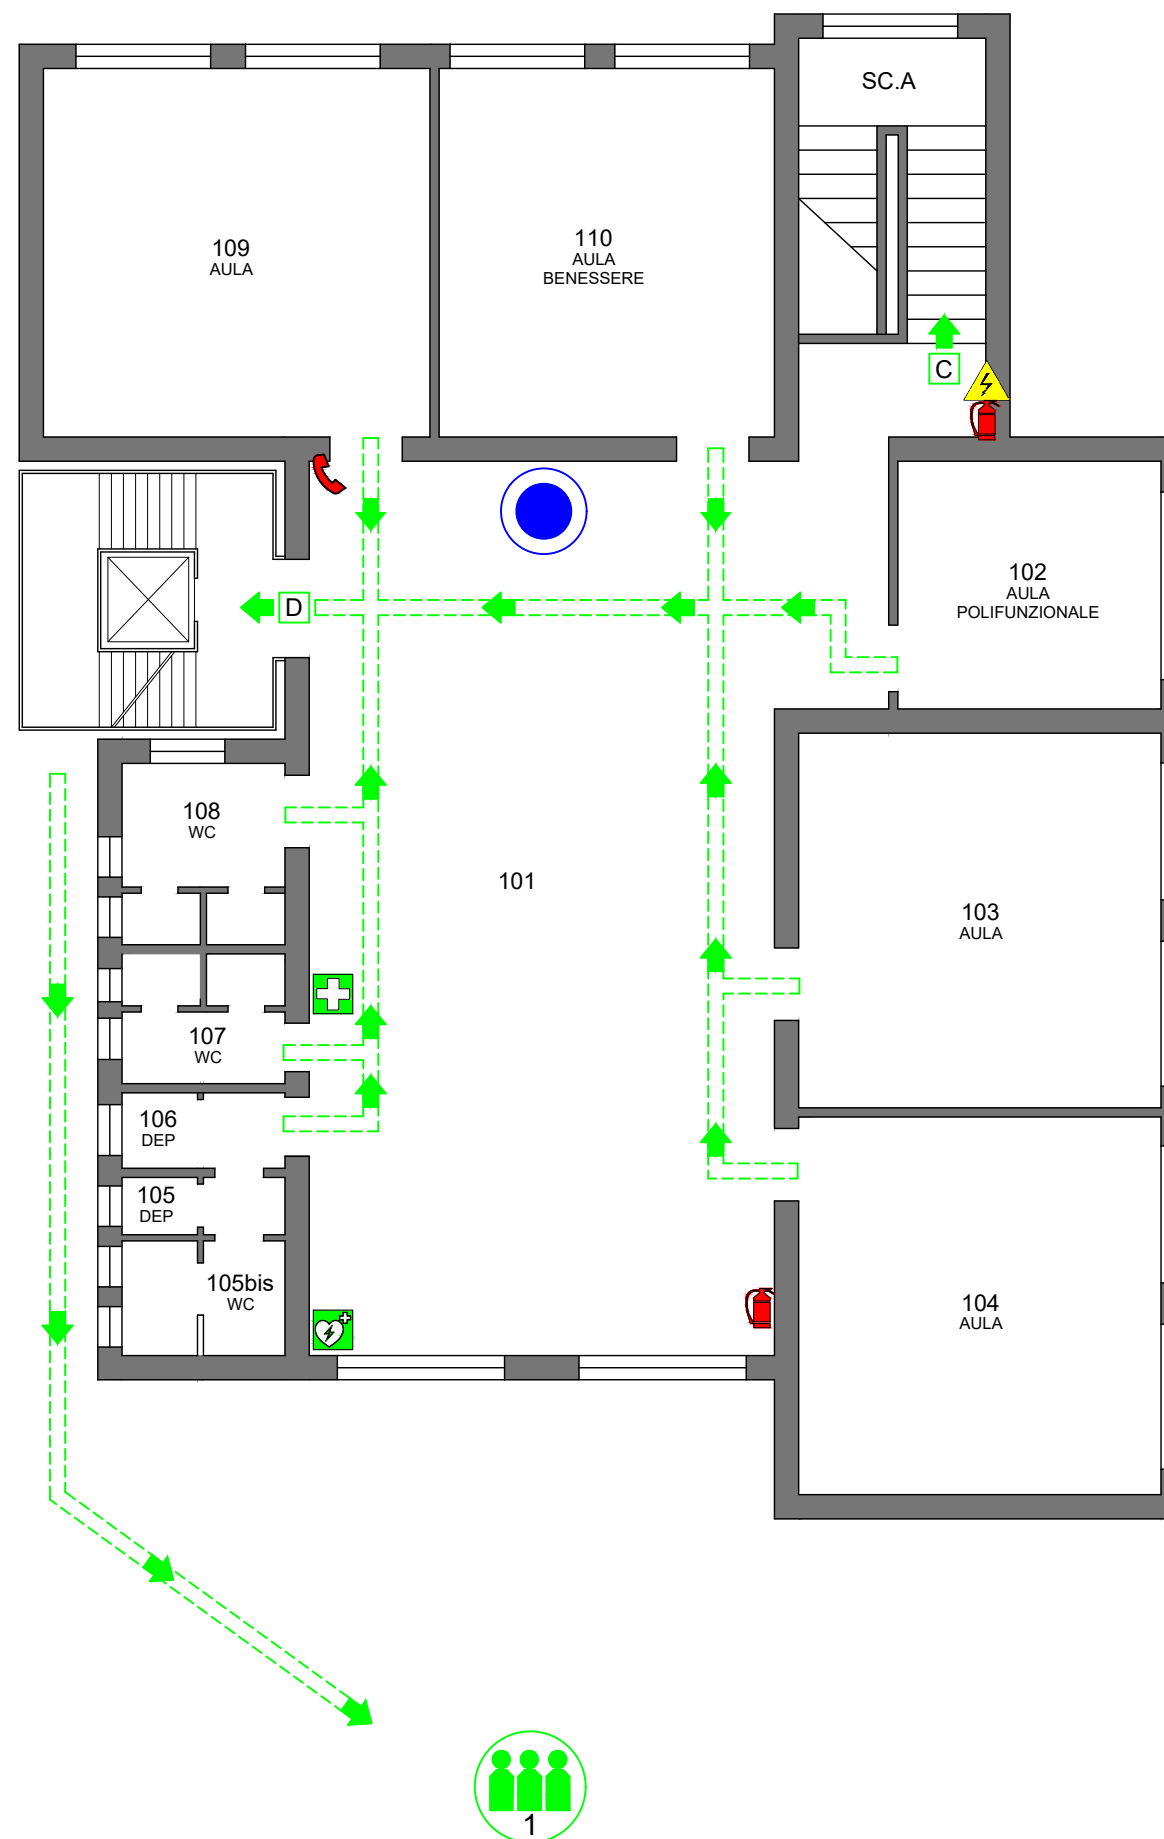 SC.A
109
AULA
110
AULA
BENESSERE
C
102
AULA
POLIFUNZIONALE
D
108
WC
101
103
AULA
107
WC
106
DEP
105
DEP
105bis
WC
104
AULA
1